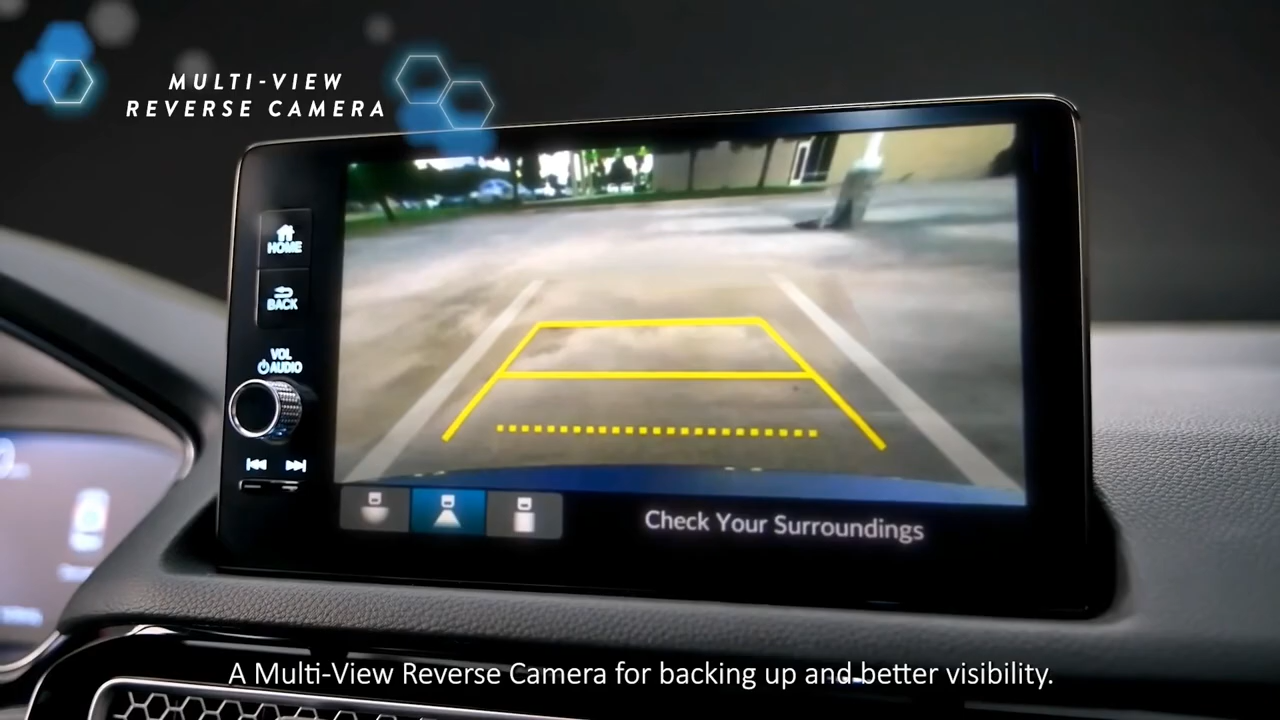 MULTI-VIEW
REVERSE CAMERA
HOME
BACK
VOL
AUDIO
Check Your Surroundings
A Multi-View Reverse Camera for backing up and better visibility.